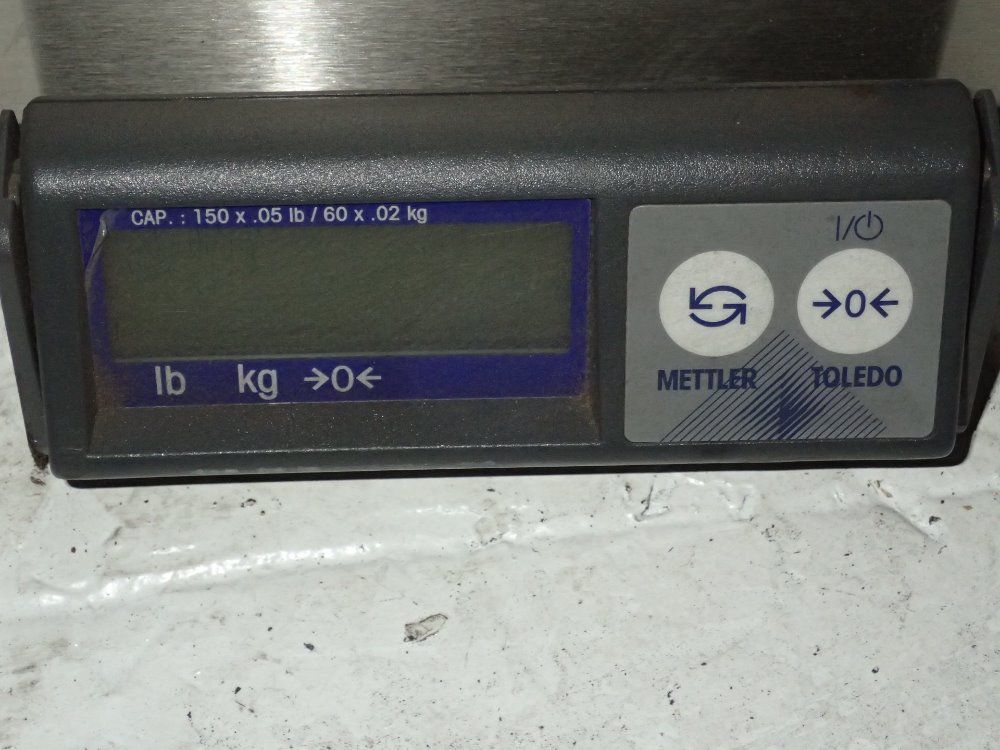 CAP. : 150 x .05 lb / 60 x .02 kg
I/⏻
→0←
lb kg →0←
METTLER TOLEDO